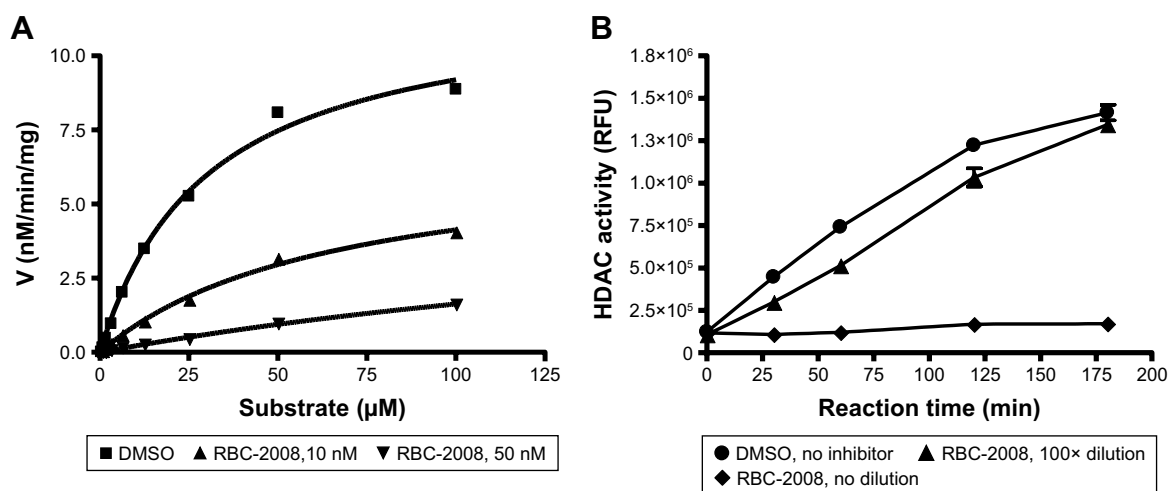 A
10.0
7.5
5.0
2.5
0.0
V (nM/min/mg)
0 25 50 75 100 125
Substrate (µM)
DMSO RBC-2008,10 nM RBC-2008, 50 nM
B
1.8×10⁶
1.5×10⁶
1.3×10⁶
1.0×10⁶
7.5×10⁵
5.0×10⁵
2.5×10⁵
0
HDAC activity (RFU)
0 25 50 75 100 125 150 175 200
Reaction time (min)
DMSO, no inhibitor RBC-2008, 100× dilution
RBC-2008, no dilution